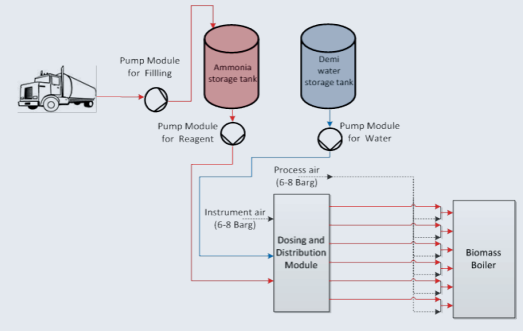 Pump Module
for Fillling
Ammonia
storage tank
Demi
water
storage tank
Pump Module
for Reagent
Pump Module
for Water
Process air
(6-8 Barg)
Instrument air
(6-8 Barg)
Dosing and
Distribution
Module
Biomass
Boiler